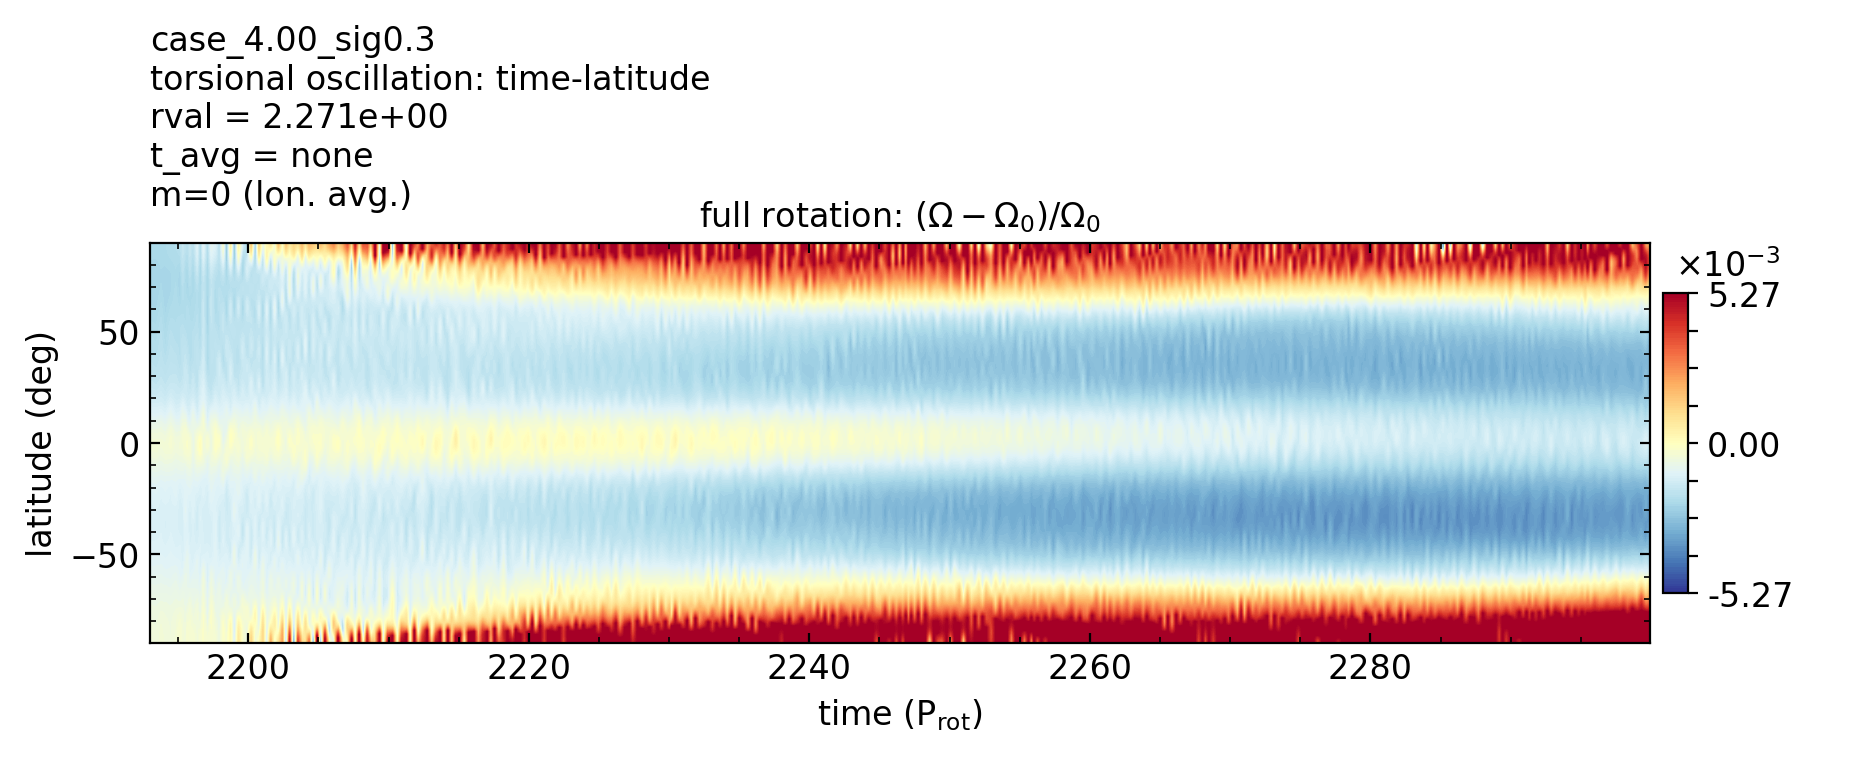 case_4.00_sig0.3
torsional oscillation: time-latitude
rval = 2.271e+00
t_avg = none
m=0 (lon. avg.)
full rotation: (Ω − Ω₀)/Ω₀
×10⁻³
5.27
0.00
-5.27
latitude (deg)
50
0
−50
2200 2220 2240 2260 2280
time (P_rot)